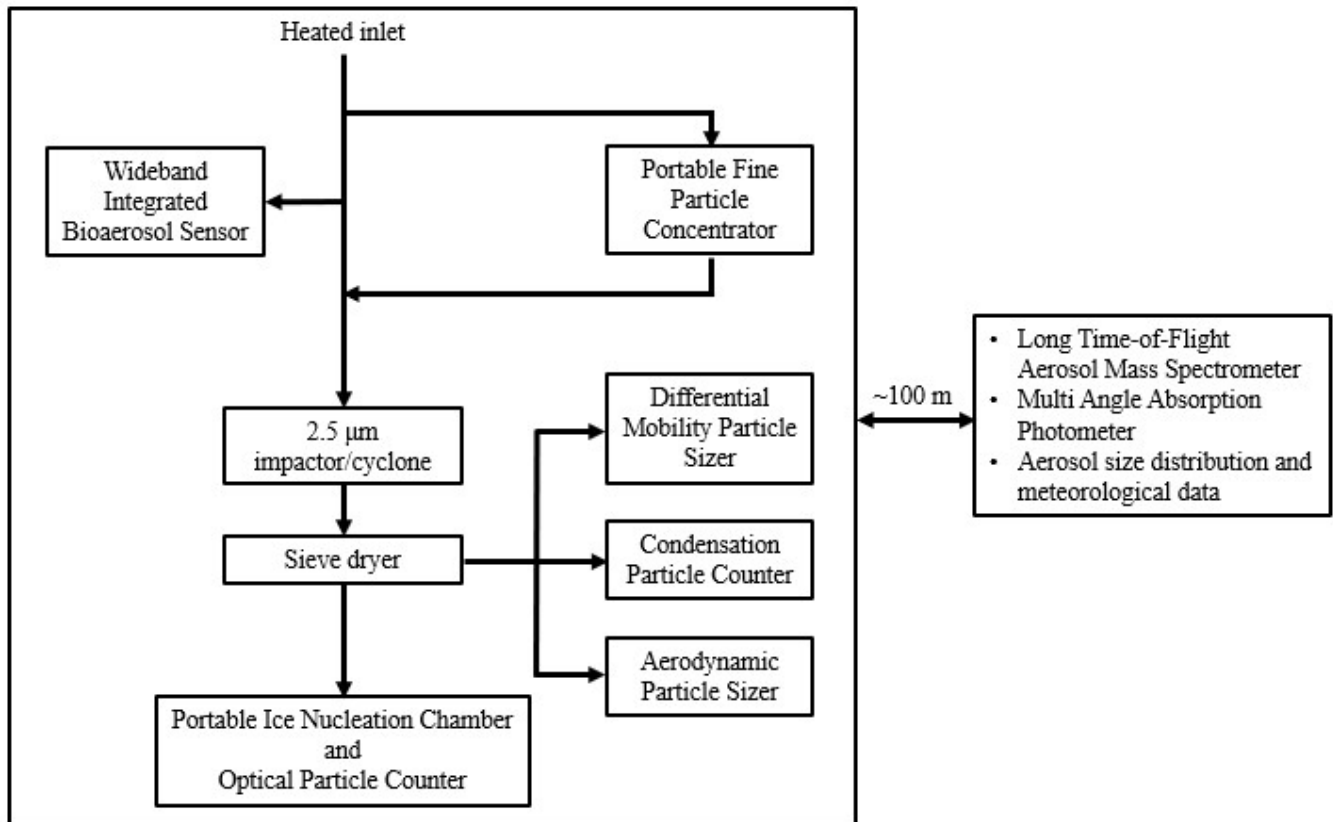 Heated inlet
Wideband
Integrated
Bioaerosol Sensor
Portable Fine
Particle
Concentrator
2.5 μm
impactor/cyclone
Sieve dryer
Differential
Mobility Particle
Sizer
Condensation
Particle Counter
Aerodynamic
Particle Sizer
Portable Ice Nucleation Chamber
and
Optical Particle Counter
~100 m
• Long Time-of-Flight
Aerosol Mass Spectrometer
• Multi Angle Absorption
Photometer
• Aerosol size distribution and
meteorological data